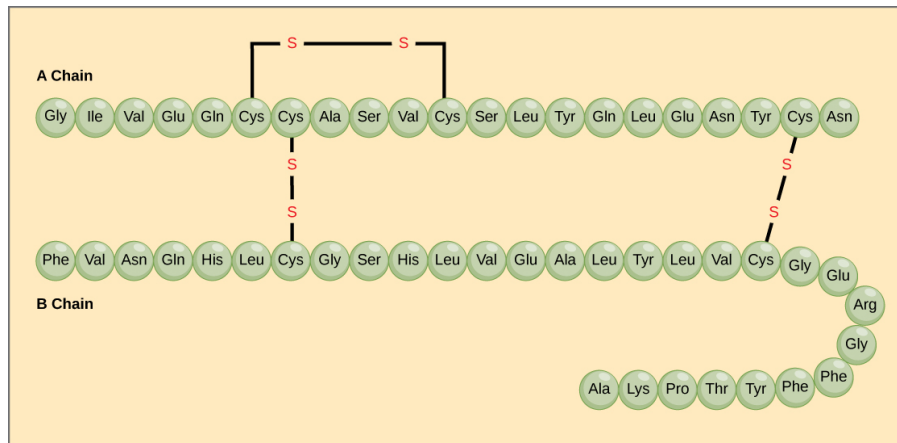 S S
A Chain
Gly Ile Val Glu Gln Cys Cys Ala Ser Val Cys Ser Leu Tyr Gln Leu Glu Asn Tyr Cys Asn
S S
S S
Phe Val Asn Gln His Leu Cys Gly Ser His Leu Val Glu Ala Leu Tyr Leu Val Cys Gly Glu
B Chain
Arg
Gly
Ala Lys Pro Thr Tyr Phe Phe